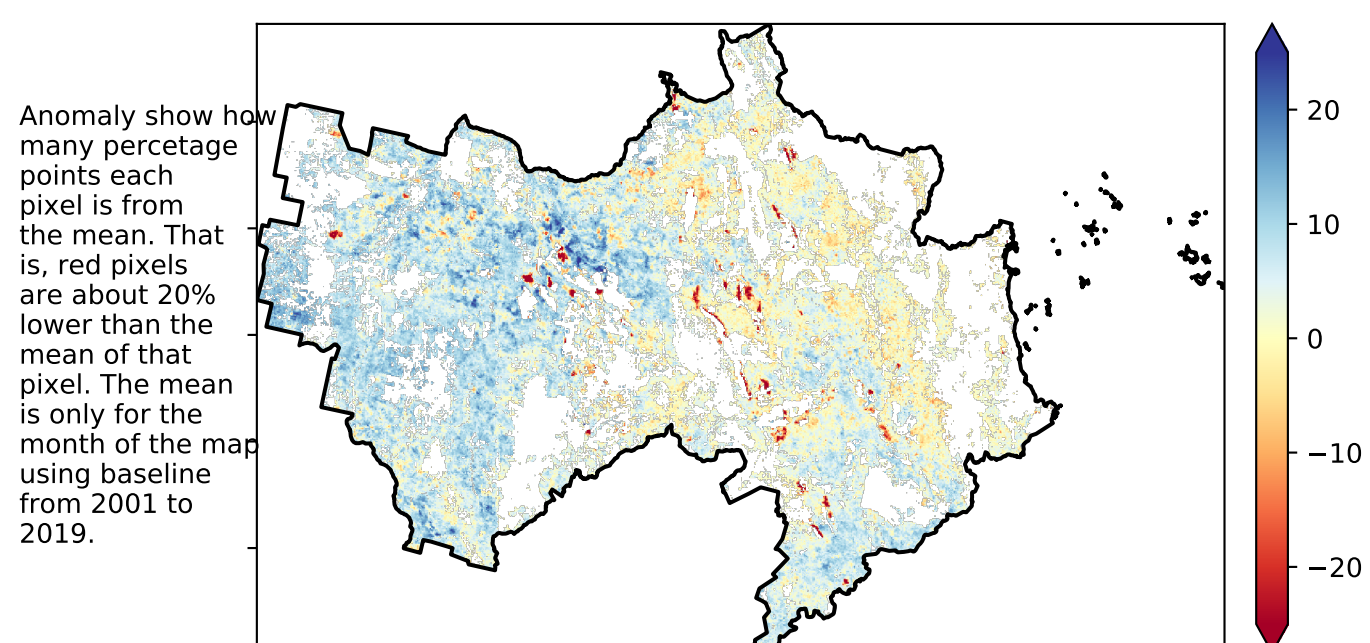 Anomaly show how
many percetage
points each
pixel is from
the mean. That
is, red pixels
are about 20%
lower than the
mean of that
pixel. The mean
is only for the
month of the map
using baseline
from 2001 to
2019.
20
10
0
−10
−20